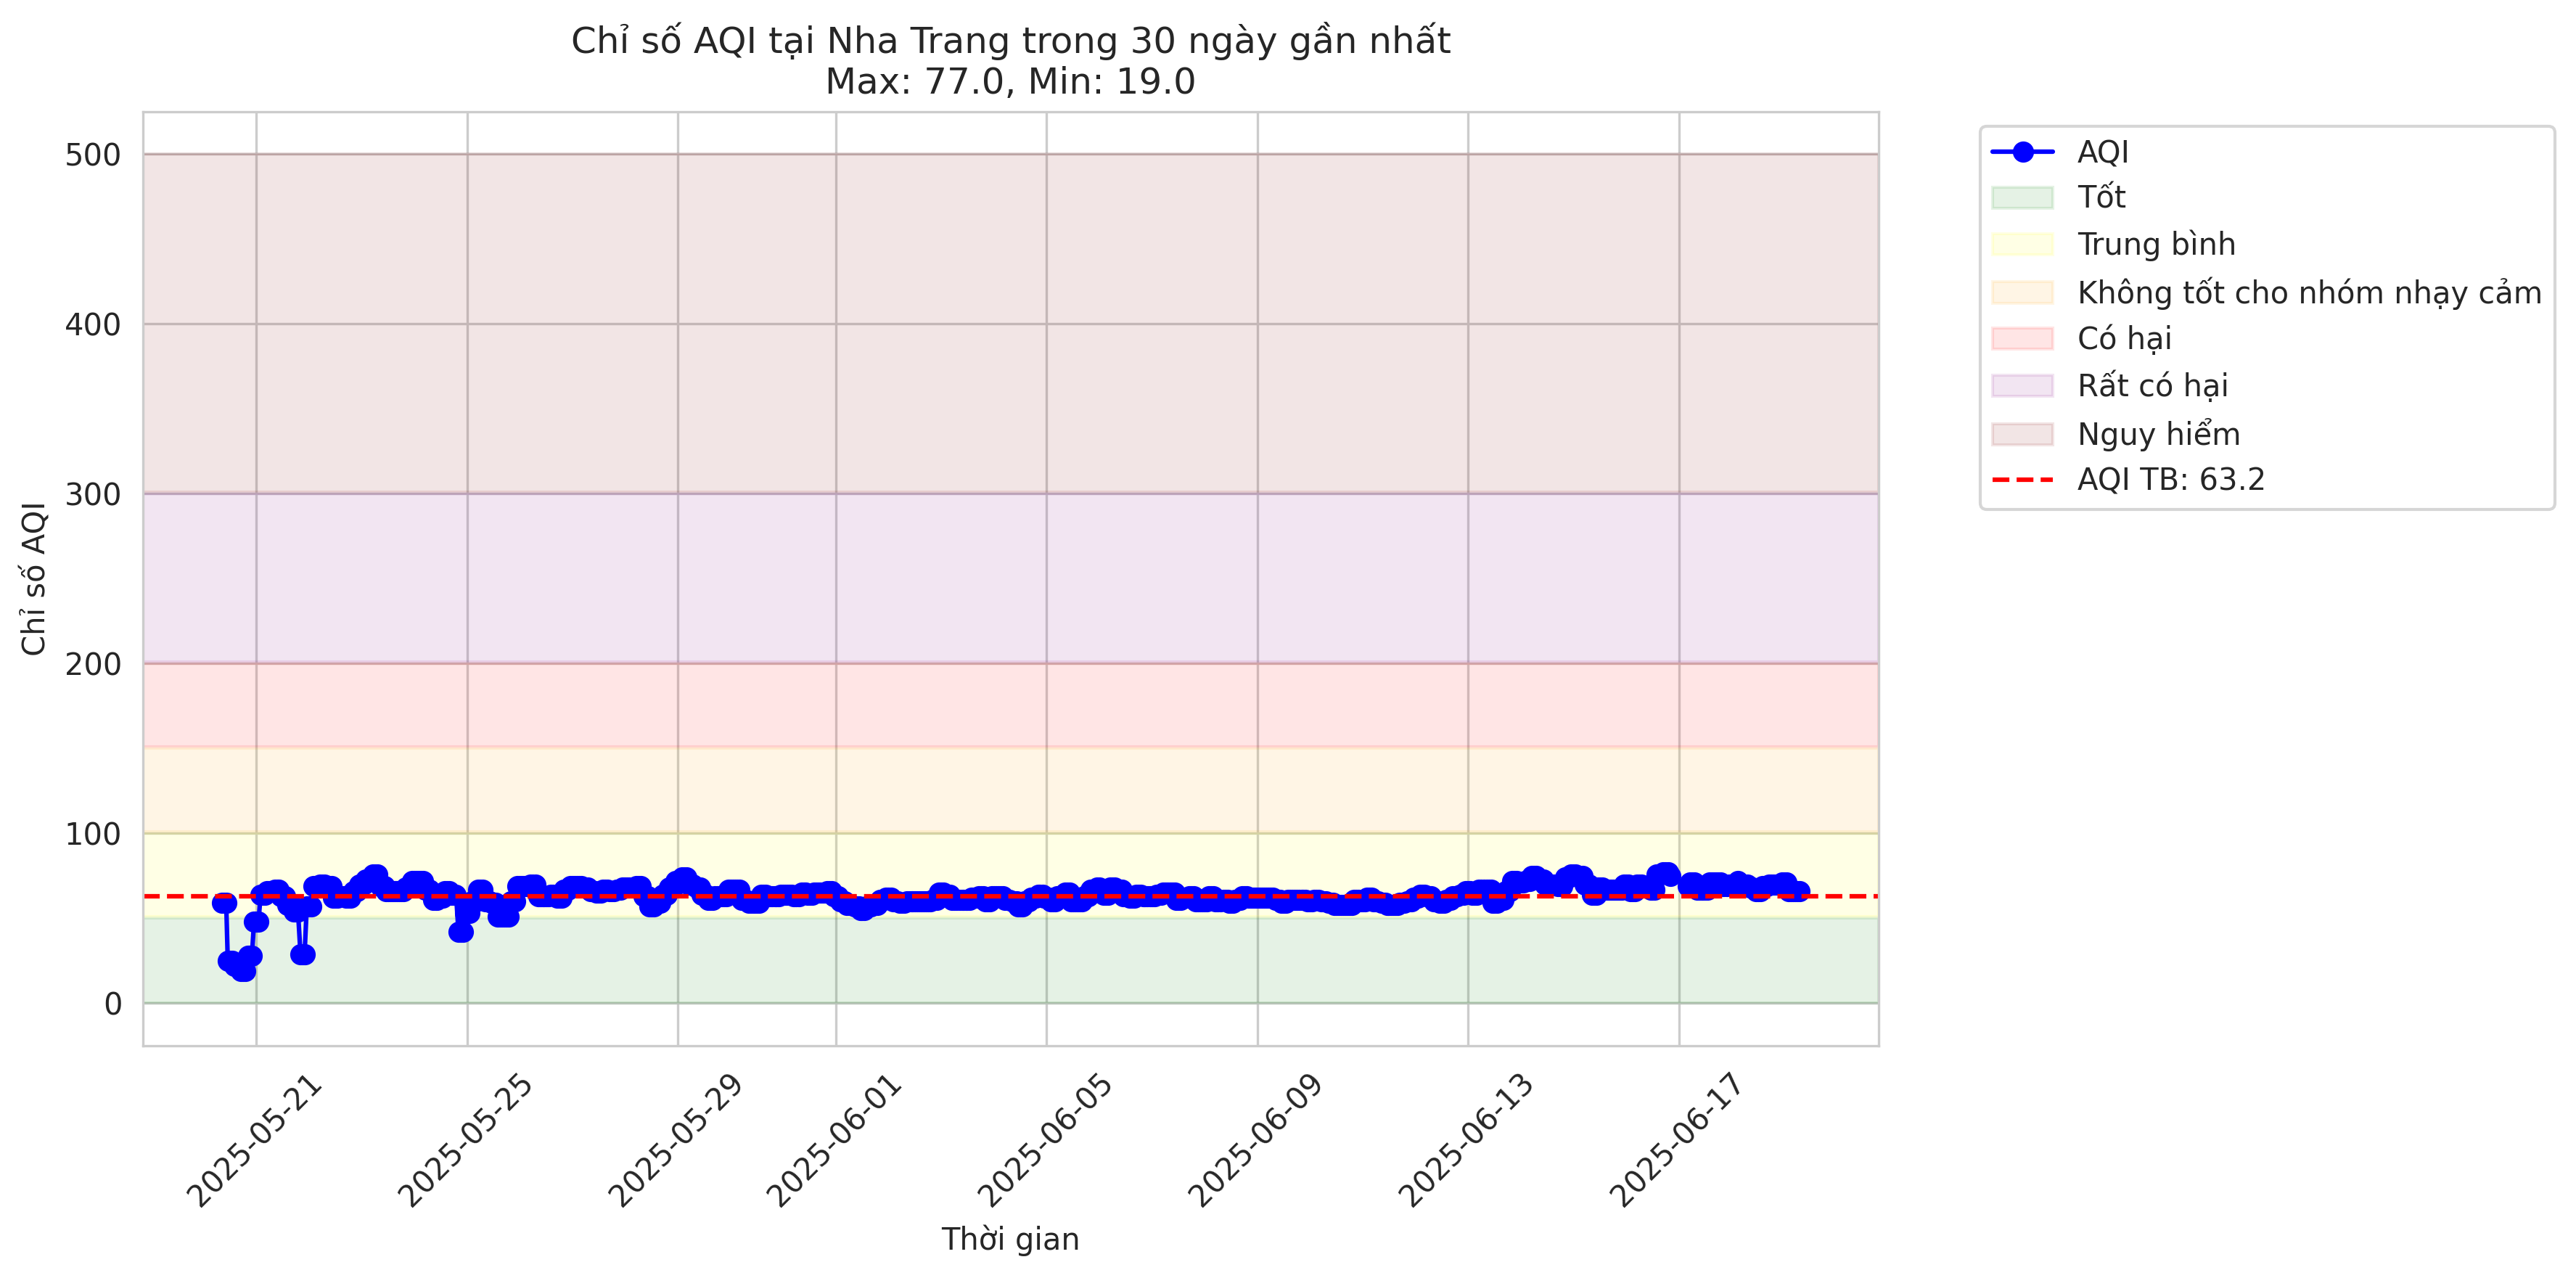 Chỉ số AQI tại Nha Trang trong 30 ngày gần nhất
Max: 77.0, Min: 19.0
Chỉ số AQI
500
400
300
200
100
0
2025-05-21
2025-05-25
2025-05-29
2025-06-01
2025-06-05
2025-06-09
2025-06-13
2025-06-17
Thời gian
AQI
Tốt
Trung bình
Không tốt cho nhóm nhạy cảm
Có hại
Rất có hại
Nguy hiểm
AQI TB: 63.2